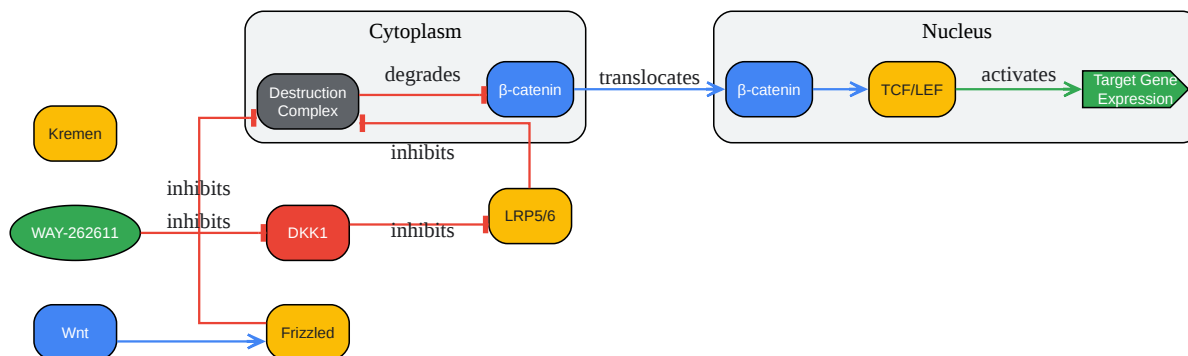 Cytoplasm
Nucleus
Destruction
Complex
degrades
β-catenin
translocates
β-catenin
TCF/LEF
activates
Target Gene
Expression
Kremen
inhibits
inhibits
WAY-262611
inhibits
DKK1
inhibits
LRP5/6
Wnt
Frizzled